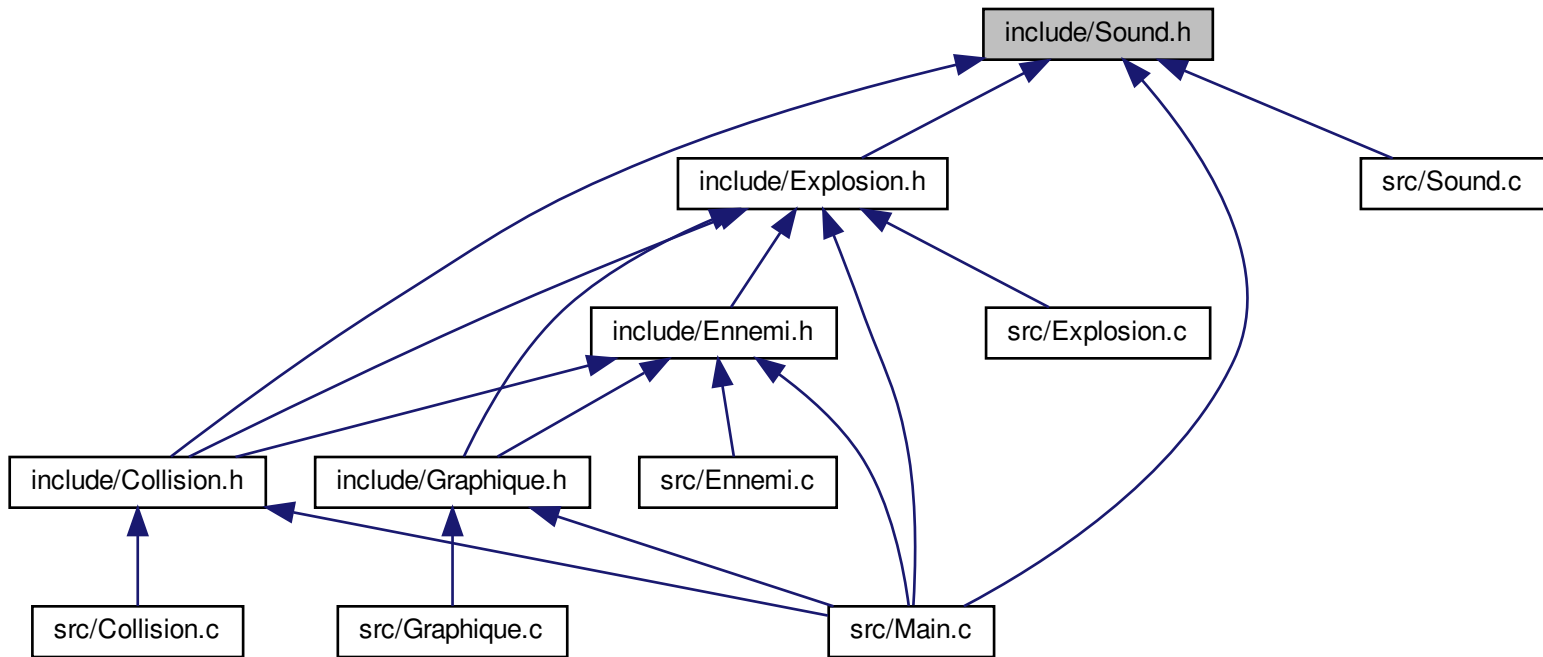 include/Sound.h
include/Explosion.h
src/Sound.c
include/Ennemi.h
src/Explosion.c
include/Collision.h
include/Graphique.h
src/Ennemi.c
src/Collision.c
src/Graphique.c
src/Main.c